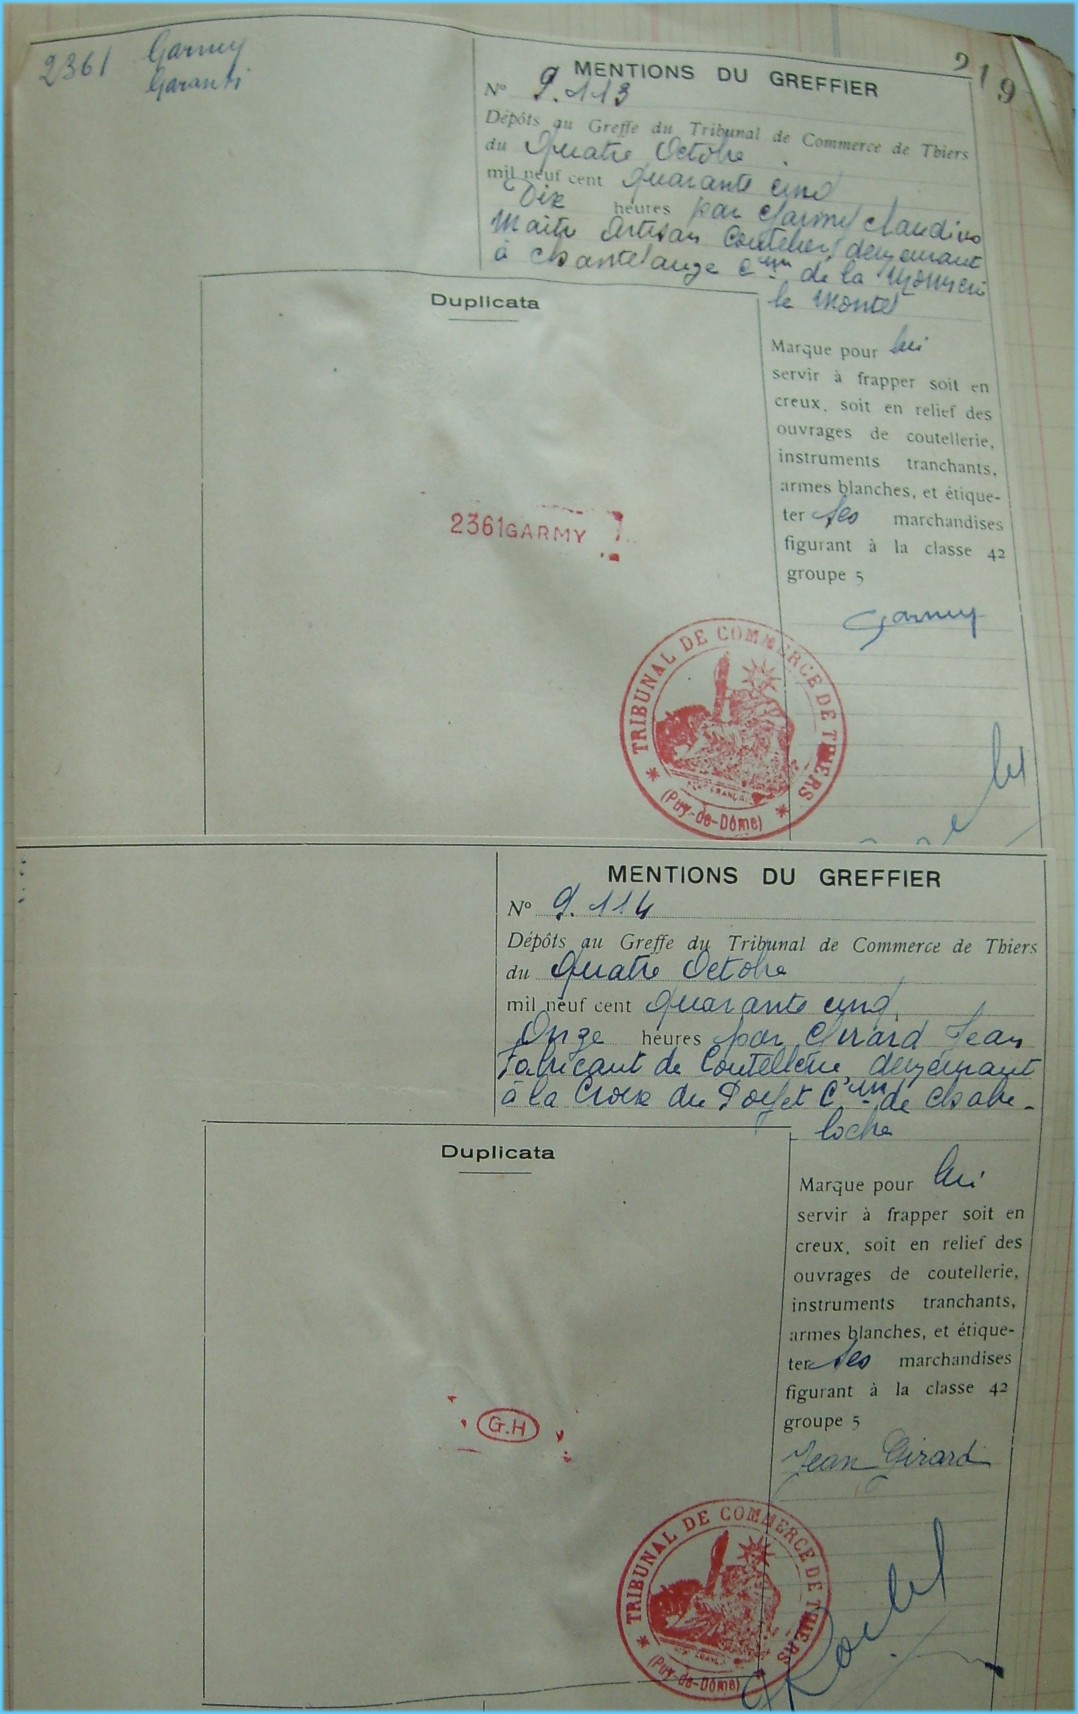 219
2361 Garmy
Garanti
MENTIONS DU GREFFIER
N° 9.113
Dépôts au Greffe du Tribunal de Commerce de Thiers
du Quatre Octobre
mil neuf cent quarante cinq
Dix heures par Garmy Claudius
Maitre Artisan Coutelier, demeurant
à Chantelauze Cne de la Monnerie
le Montel
Duplicata
Marque pour lui
servir à frapper soit en
creux, soit en relief des
ouvrages de coutellerie,
instruments tranchants,
armes blanches, et étique-
ter ses marchandises
figurant à la classe 42
groupe 5
2361 GARMY
Garmy
TRIBUNAL DE COMMERCE DE THIERS
(Puy-de-Dôme)
MENTIONS DU GREFFIER
N° 9.114
Dépôts au Greffe du Tribunal de Commerce de Thiers
du Quatre Octobre
mil neuf cent quarante cinq
Onze heures par Girard Jean
Fabricant de Coutellerie, demeurant
à la Croix du Poyet Cne de Chabre-
loche
Duplicata
Marque pour lui
servir à frapper soit en
creux, soit en relief des
ouvrages de coutellerie,
instruments tranchants,
armes blanches, et étique-
ter ses marchandises
figurant à la classe 42
groupe 5
G.H
Jean Girard
TRIBUNAL DE COMMERCE DE THIERS
(Puy-de-Dôme)